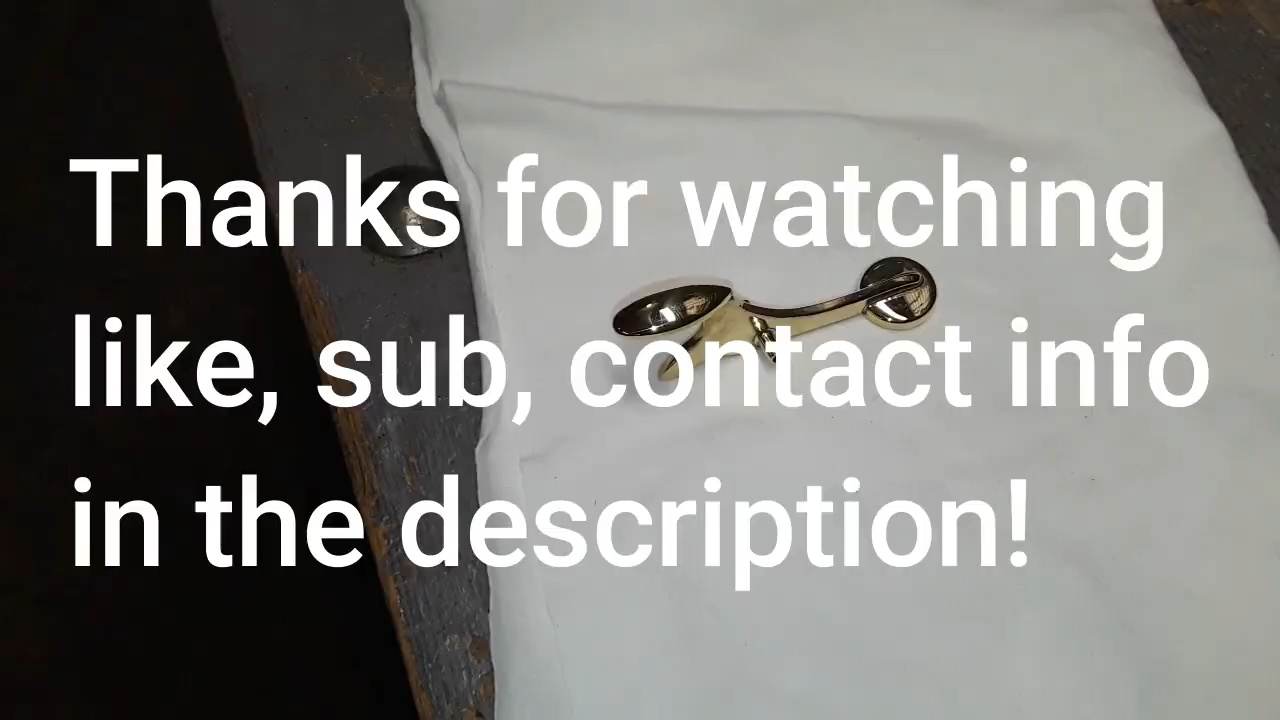 Thanks for watching
like, sub, contact info
in the description!